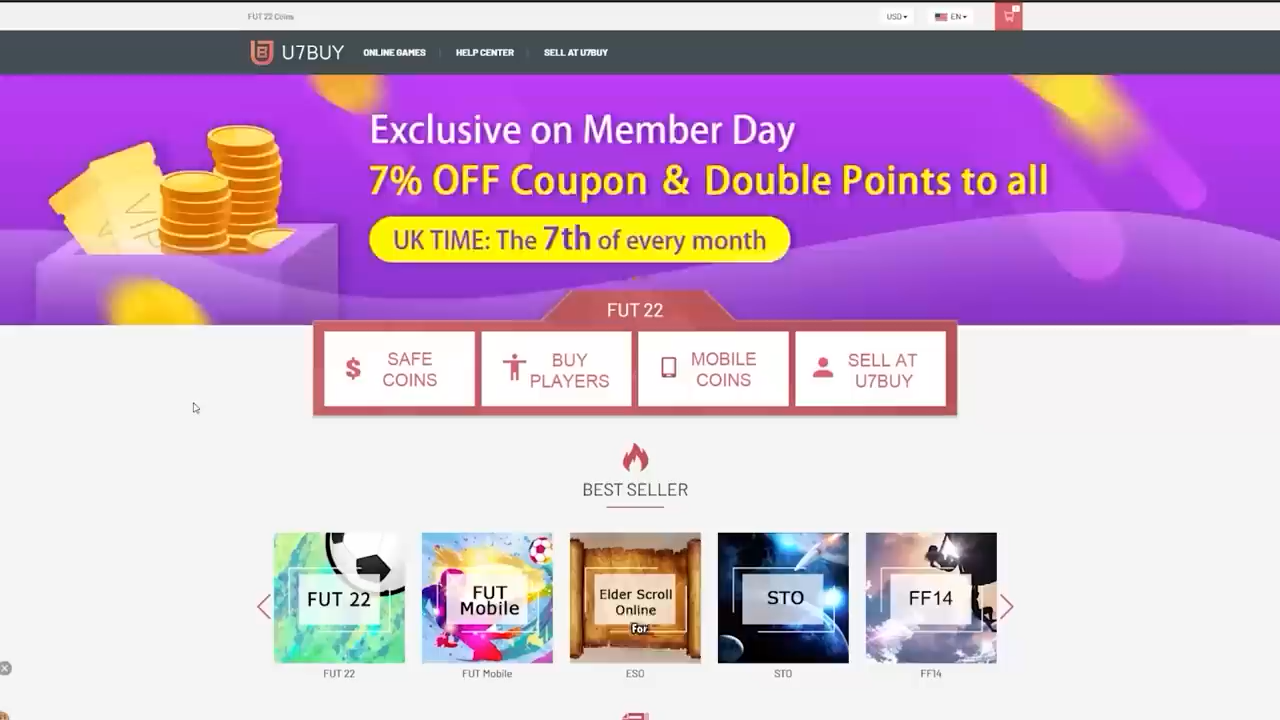 FUT 22 Coins
USD
EN
U7BUY
ONLINE GAMES
HELP CENTER
SELL AT U7BUY
Exclusive on Member Day
7% OFF Coupon & Double Points to all
UK TIME: The 7th of every month
FUT 22
SAFE
COINS
BUY
PLAYERS
MOBILE
COINS
SELL AT
U7BUY
BEST SELLER
FUT 22
FUT
Mobile
Elder Scroll
Online
For
STO
FF14
FUT 22
FUT Mobile
ESO
STO
FF14